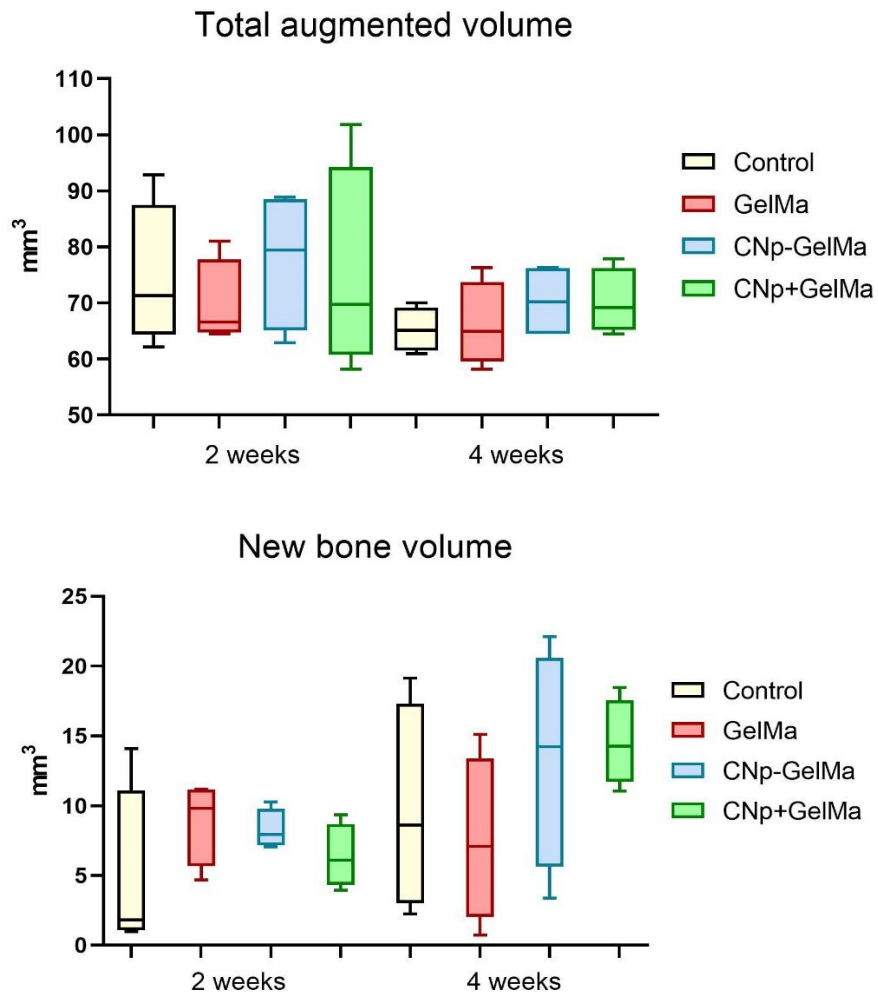 Total augmented volume
110
100
90
80
70
60
50
mm³
2 weeks
4 weeks
Control
GelMa
CNp-GelMa
CNp+GelMa
New bone volume
25
20
15
10
5
0
mm³
2 weeks
4 weeks
Control
GelMa
CNp-GelMa
CNp+GelMa